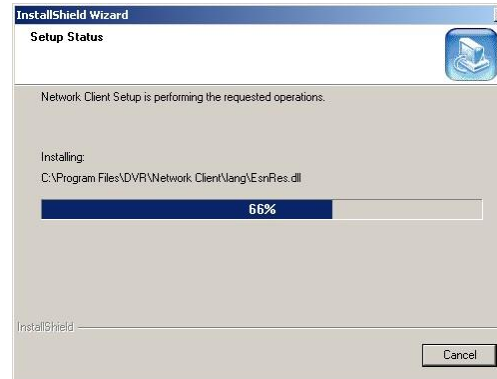 InstallShield Wizard
Setup Status
Network Client Setup is performing the requested operations.
Installing:
C:\Program Files\DVR\Network Client\lang\EsnRes.dll
66%
InstallShield
Cancel